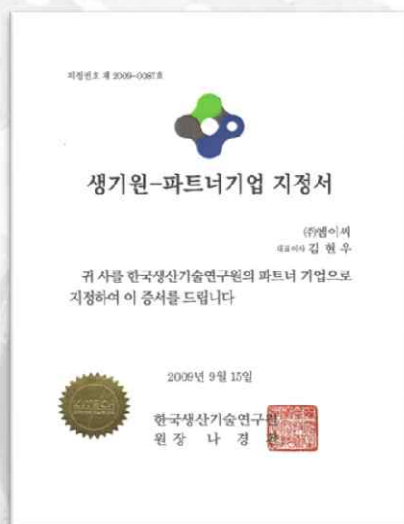 지정번호 제 2009-0087호
생기원-파트너기업 지정서
(주)엠이씨
대표이사 김 현 우
귀 사를 한국생산기술연구원의 파트너 기업으로
지정하여 이 증서를 드립니다
2009년 9월 15일
한국생산기술연구원
원 장 나 경